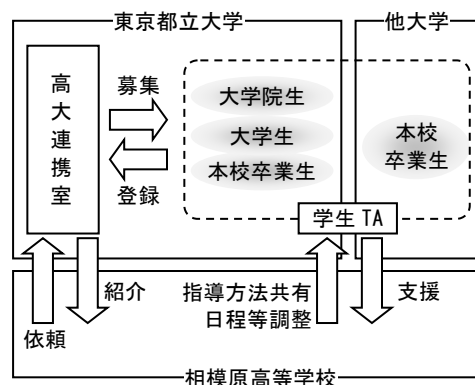 東京都立大学
他大学
高大連携室
募集
登録
大学院生
大学生
本校卒業生
本校
卒業生
学生 TA
依頼
紹介
指導方法共有
日程等調整
支援
相模原高等学校